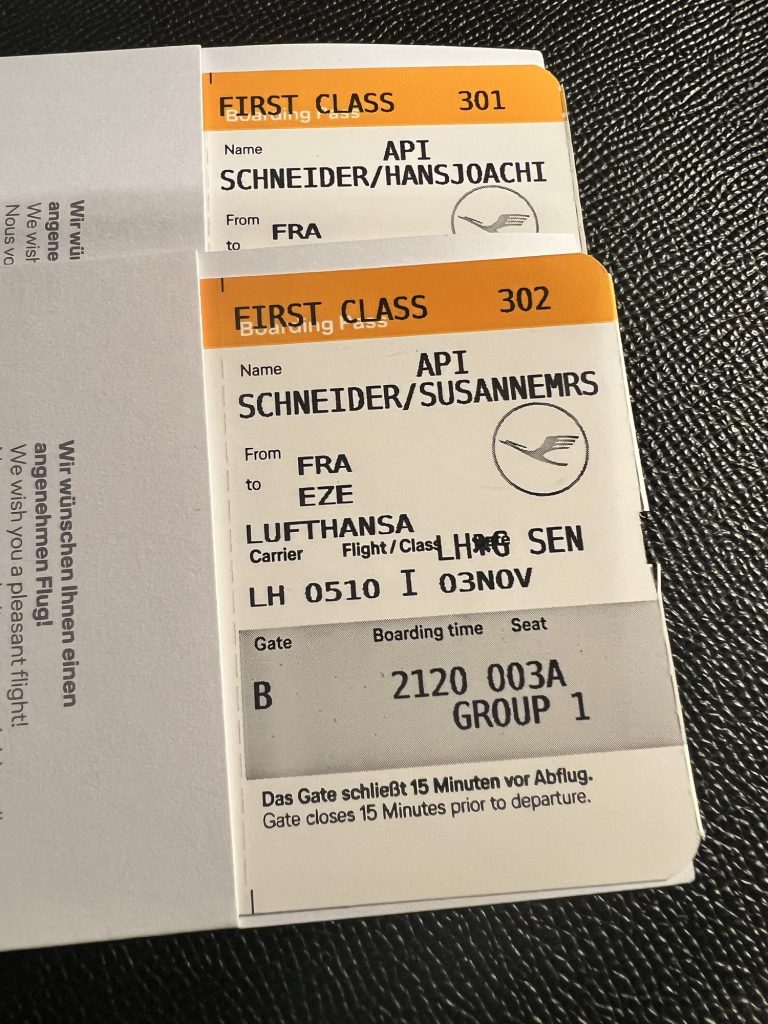 FIRST CLASS 301
Boarding Pass
Name API
SCHNEIDER/HANSJOACHI
From FRA
to
FIRST CLASS 302
Boarding Pass
Name API
SCHNEIDER/SUSANNEMRS
From FRA
to EZE
LUFTHANSA
Carrier Flight/Class LH*G SEN
LH 0510 I 03NOV
Gate Boarding time Seat
B 2120 003A
GROUP 1
Das Gate schließt 15 Minuten vor Abflug.
Gate closes 15 Minutes prior to departure.
Wir wü
angene
We wish
Nous vo
Wir wünschen Ihnen einen
angenehmen Flug!
We wish you a pleasant flight!